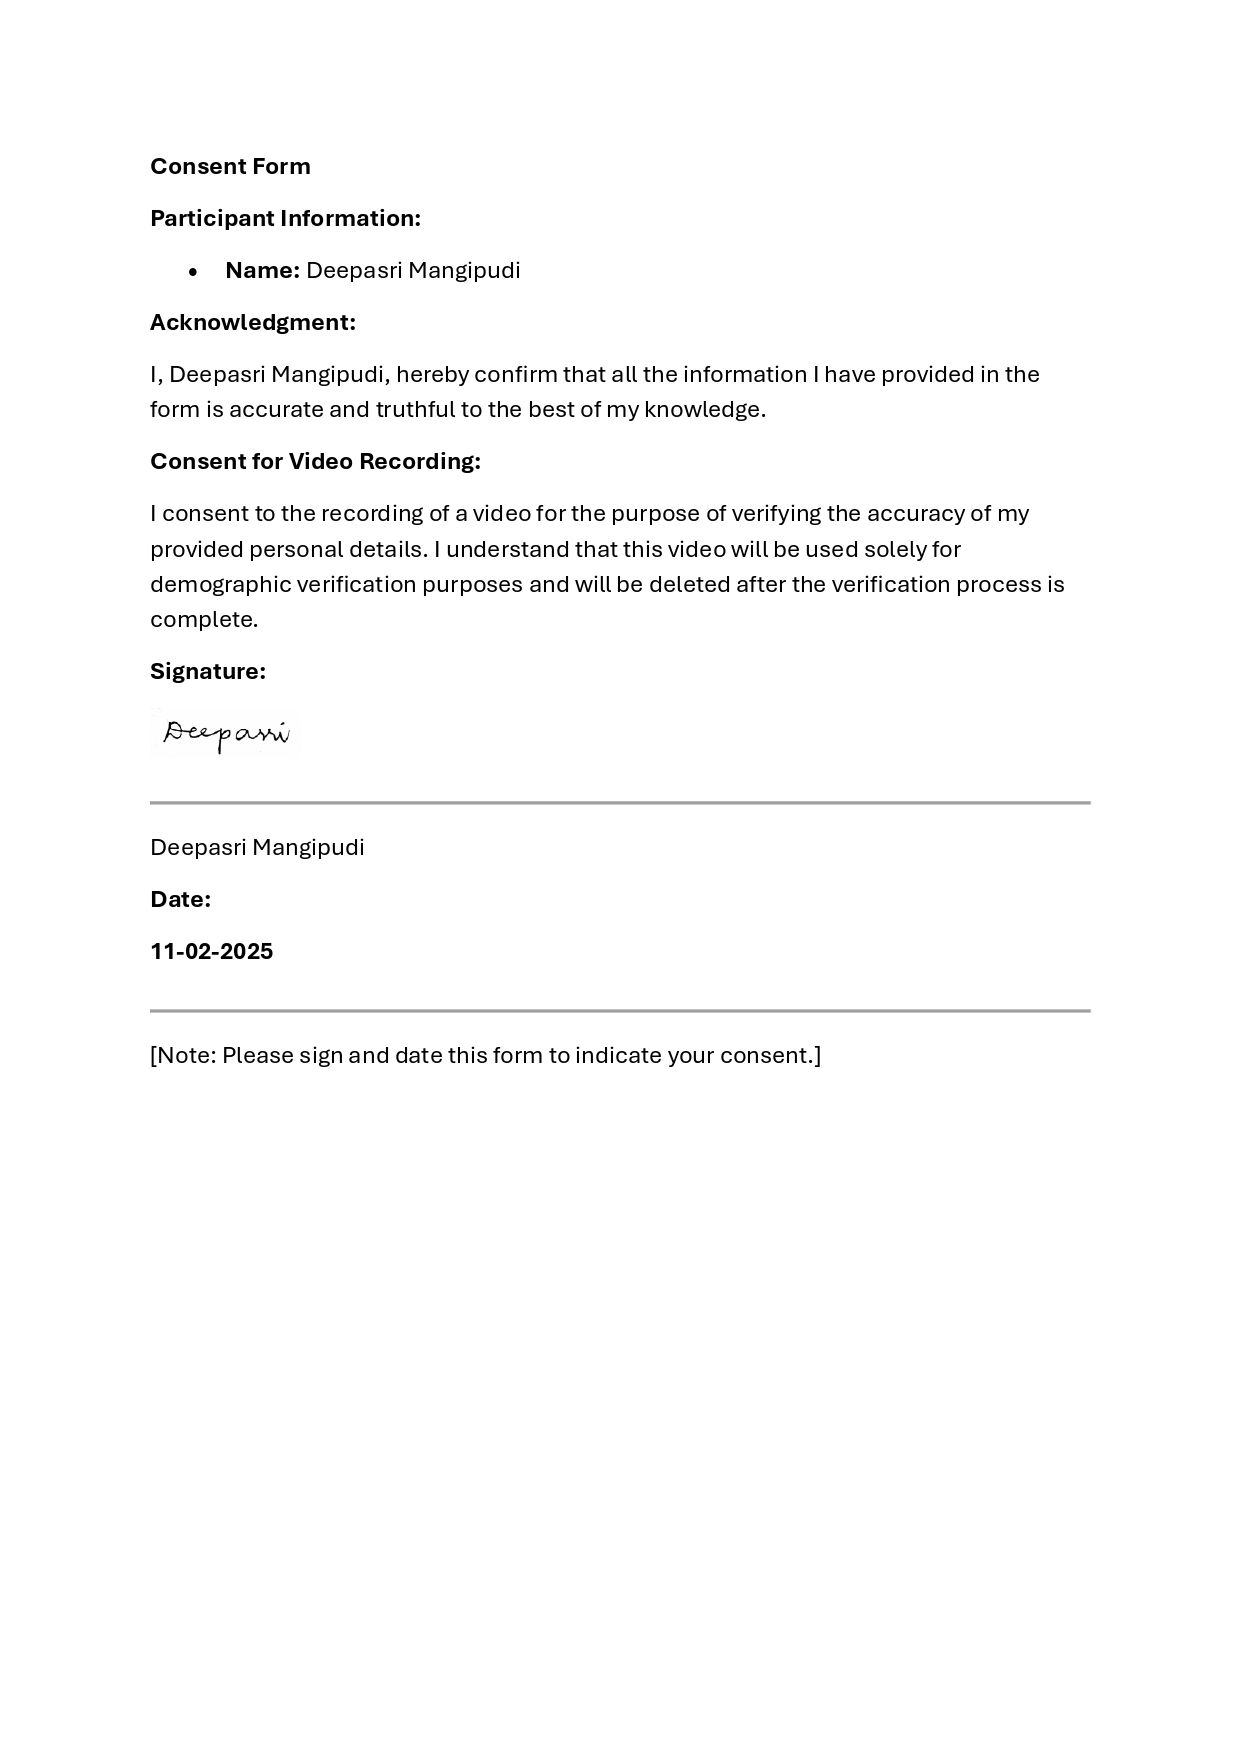 Consent Form
Participant Information:
• Name: Deepasri Mangipudi
Acknowledgment:
I, Deepasri Mangipudi, hereby confirm that all the information I have provided in the
form is accurate and truthful to the best of my knowledge.
Consent for Video Recording:
I consent to the recording of a video for the purpose of verifying the accuracy of my
provided personal details. I understand that this video will be used solely for
demographic verification purposes and will be deleted after the verification process is
complete.
Signature:
Deepasri
Deepasri Mangipudi
Date:
11-02-2025
[Note: Please sign and date this form to indicate your consent.]